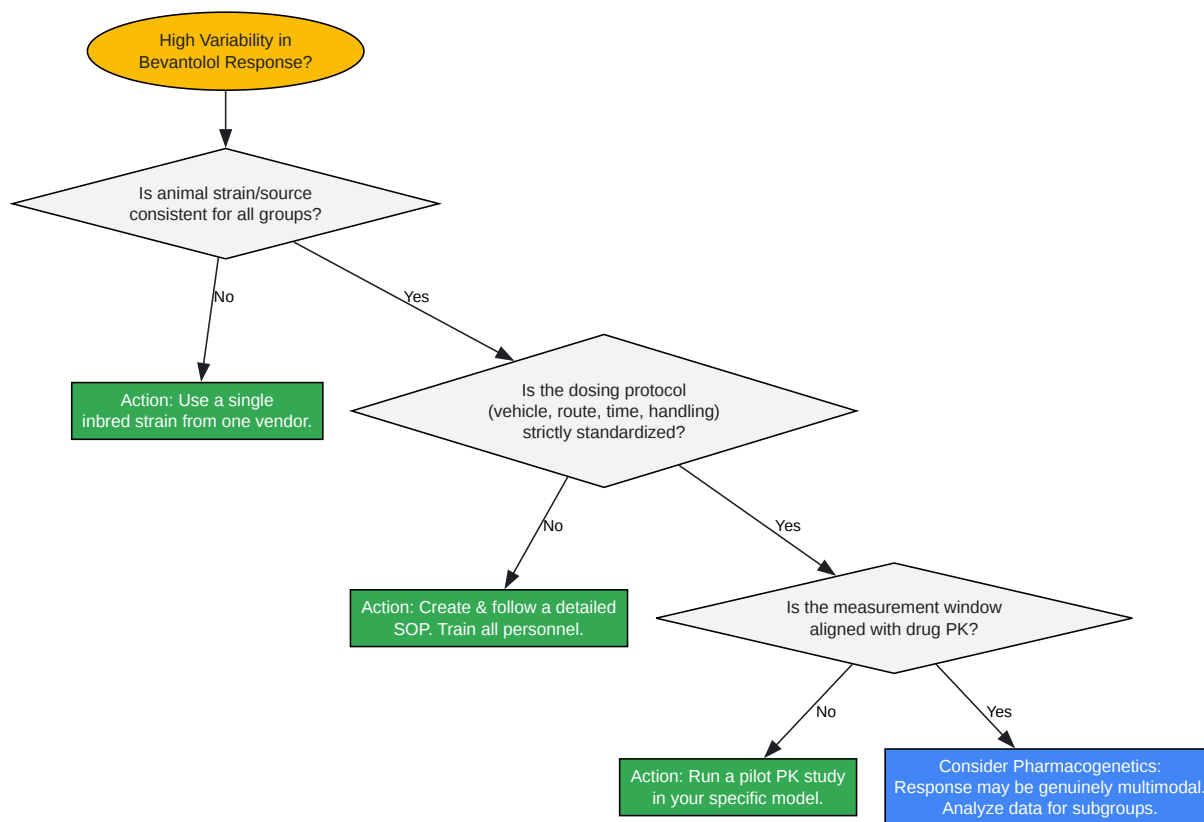 High Variability in
Bevantolol Response?
Is animal strain/source
consistent for all groups?
No
Yes
Action: Use a single
inbred strain from one vendor.
Is the dosing protocol
(vehicle, route, time, handling)
strictly standardized?
No
Yes
Action: Create & follow a detailed
SOP. Train all personnel.
Is the measurement window
aligned with drug PK?
No
Yes
Action: Run a pilot PK study
in your specific model.
Consider Pharmacogenetics:
Response may be genuinely multimodal.
Analyze data for subgroups.